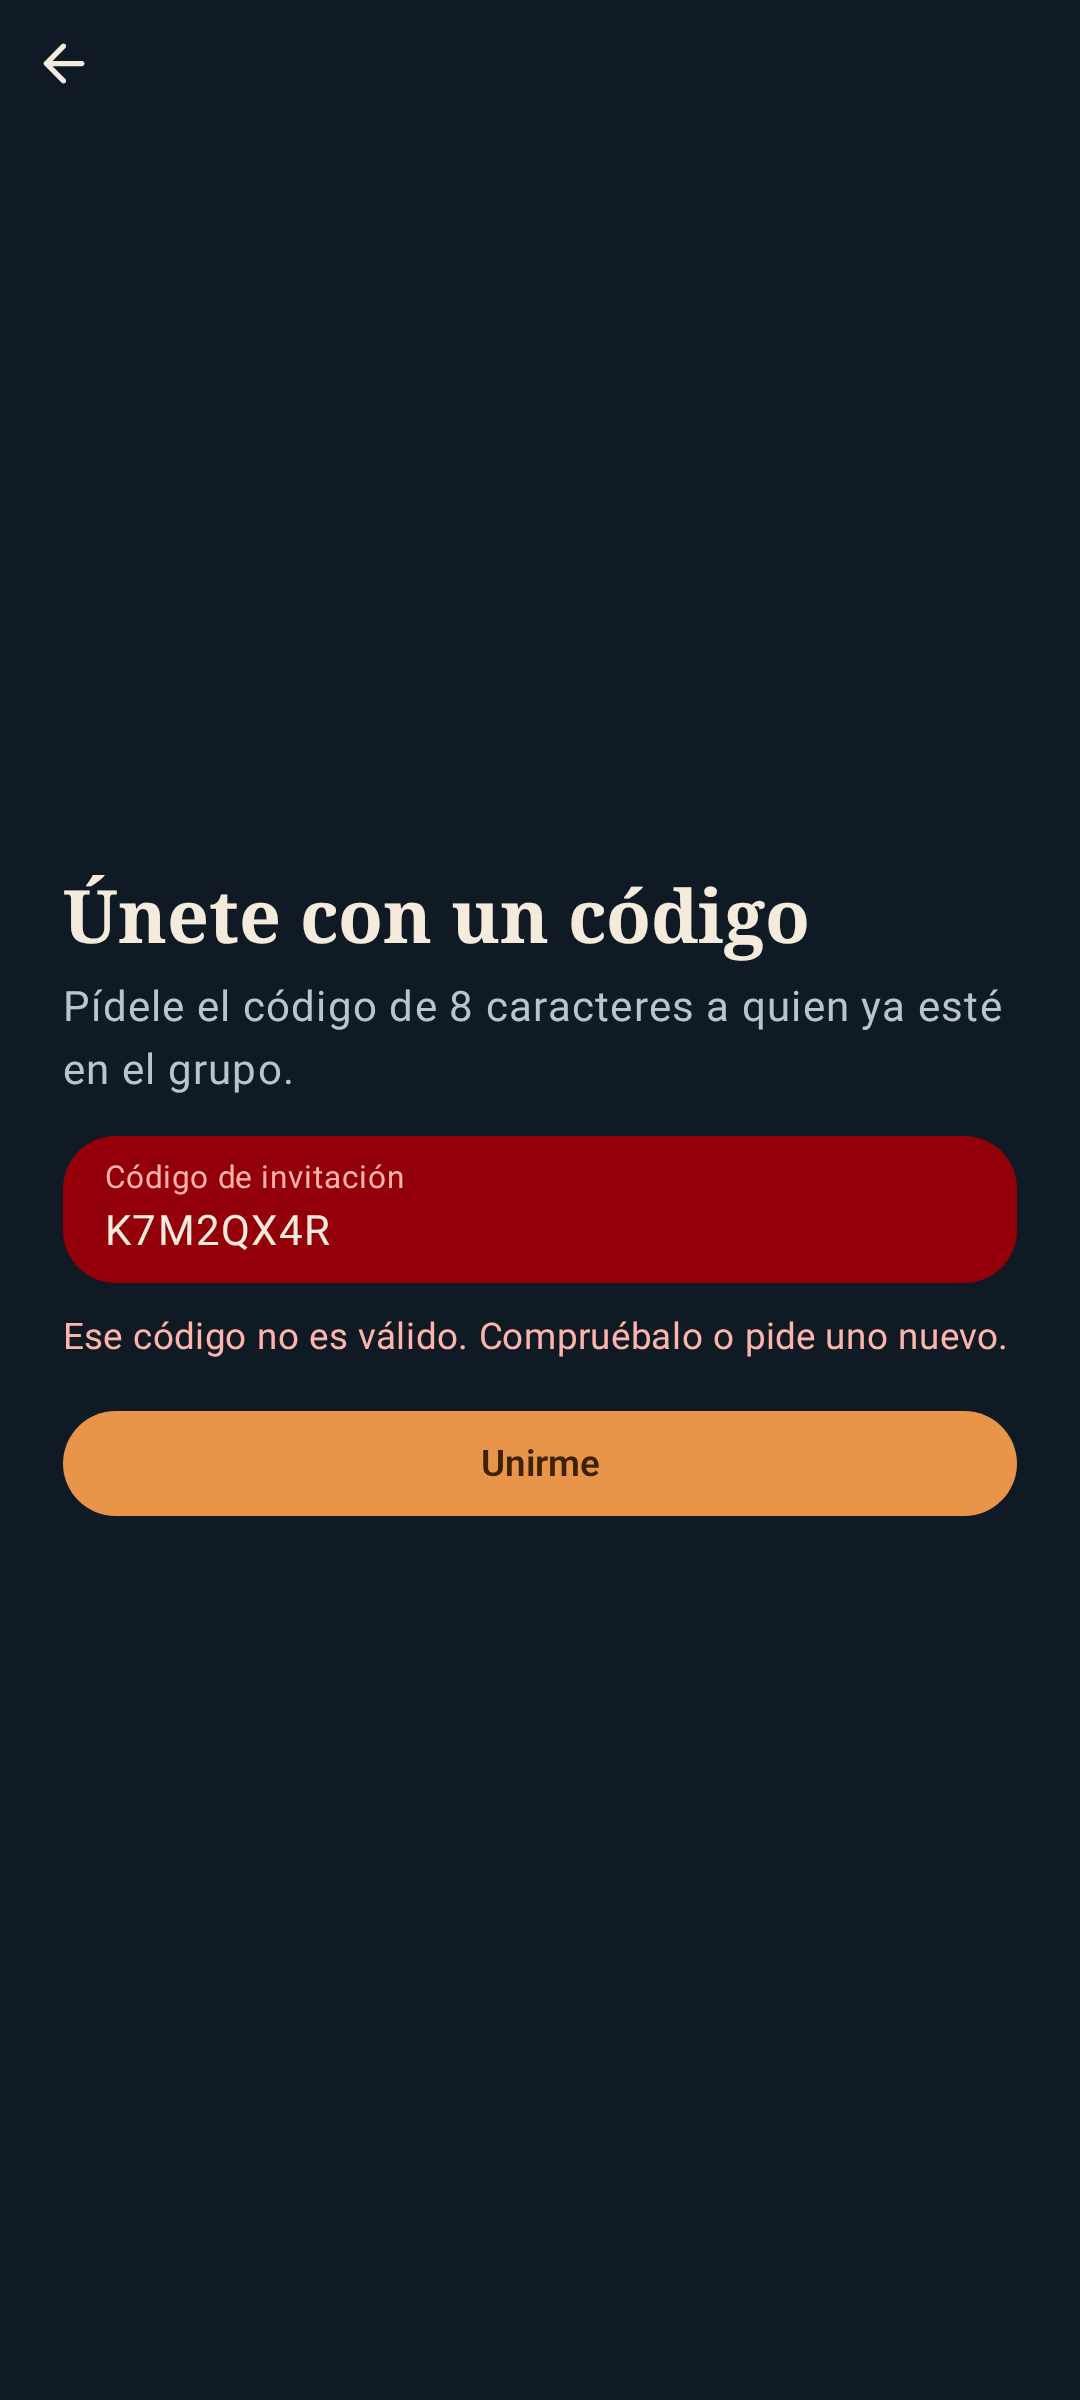 Únete con un código
Pídele el código de 8 caracteres a quien ya esté
en el grupo.
Código de invitación
K7M2QX4R
Ese código no es válido. Compruébalo o pide uno nuevo.
Unirme